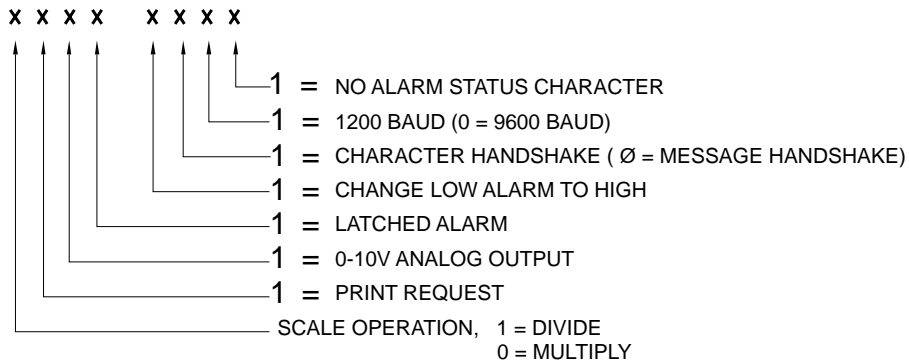 x x x x x x x x
1 = NO ALARM STATUS CHARACTER
1 = 1200 BAUD (0 = 9600 BAUD)
1 = CHARACTER HANDSHAKE ( Ø = MESSAGE HANDSHAKE)
1 = CHANGE LOW ALARM TO HIGH
1 = LATCHED ALARM
1 = 0-10V ANALOG OUTPUT
1 = PRINT REQUEST
SCALE OPERATION, 1 = DIVIDE
0 = MULTIPLY